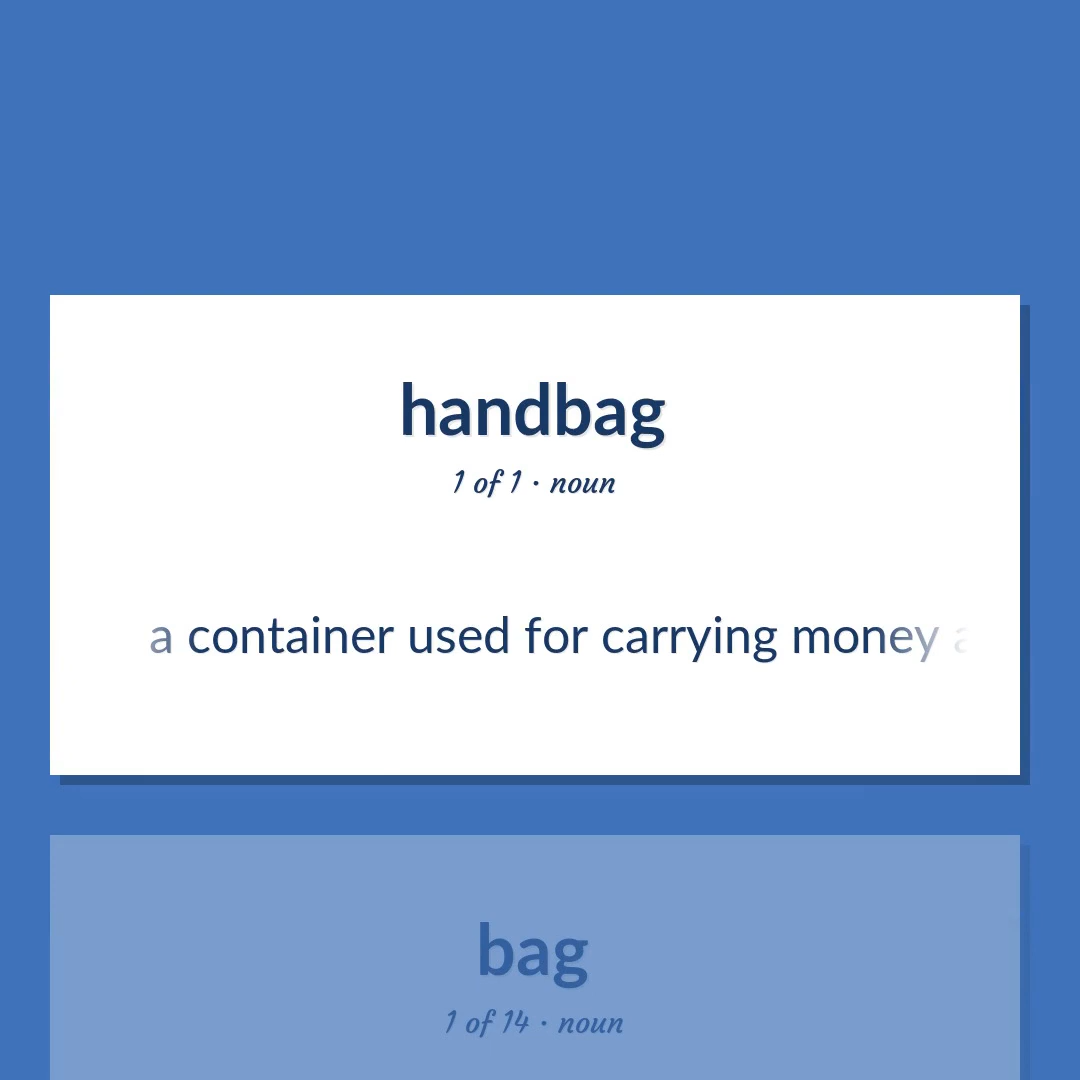 handbag
1 of 1 · noun
a container used for carrying money a
bag
1 of 14 · noun